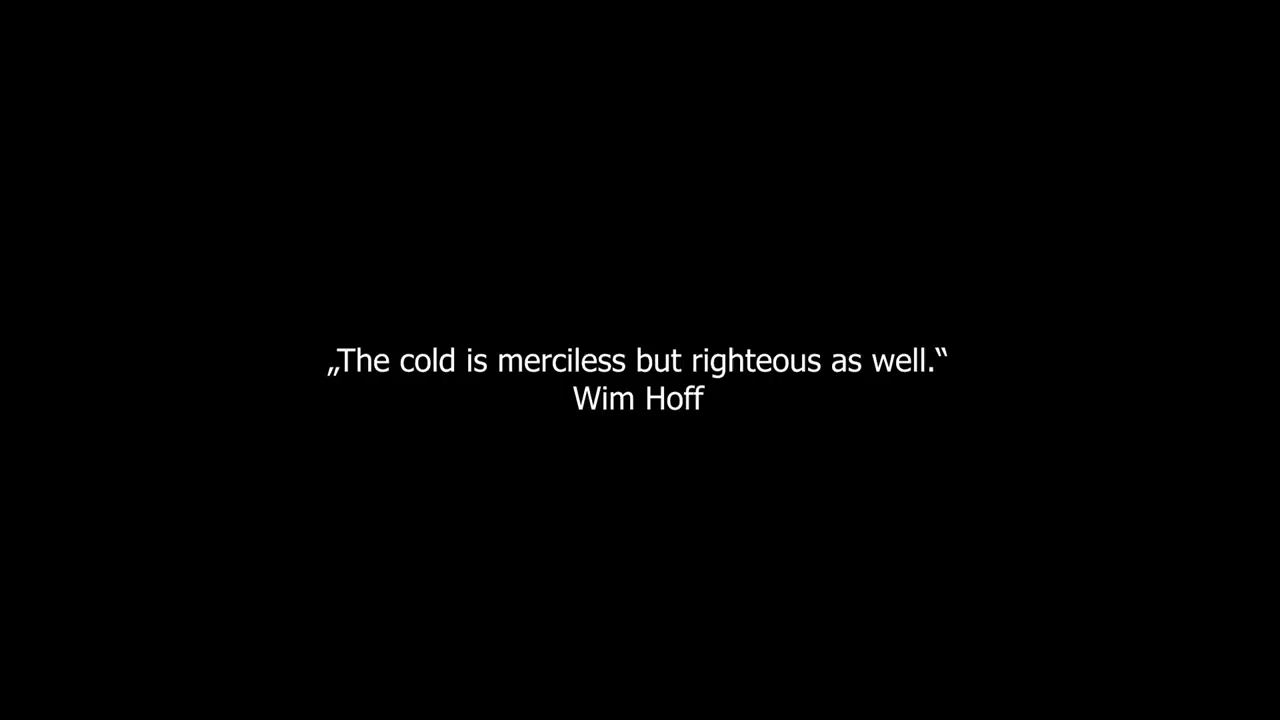 „The cold is merciless but righteous as well.“
Wim Hoff